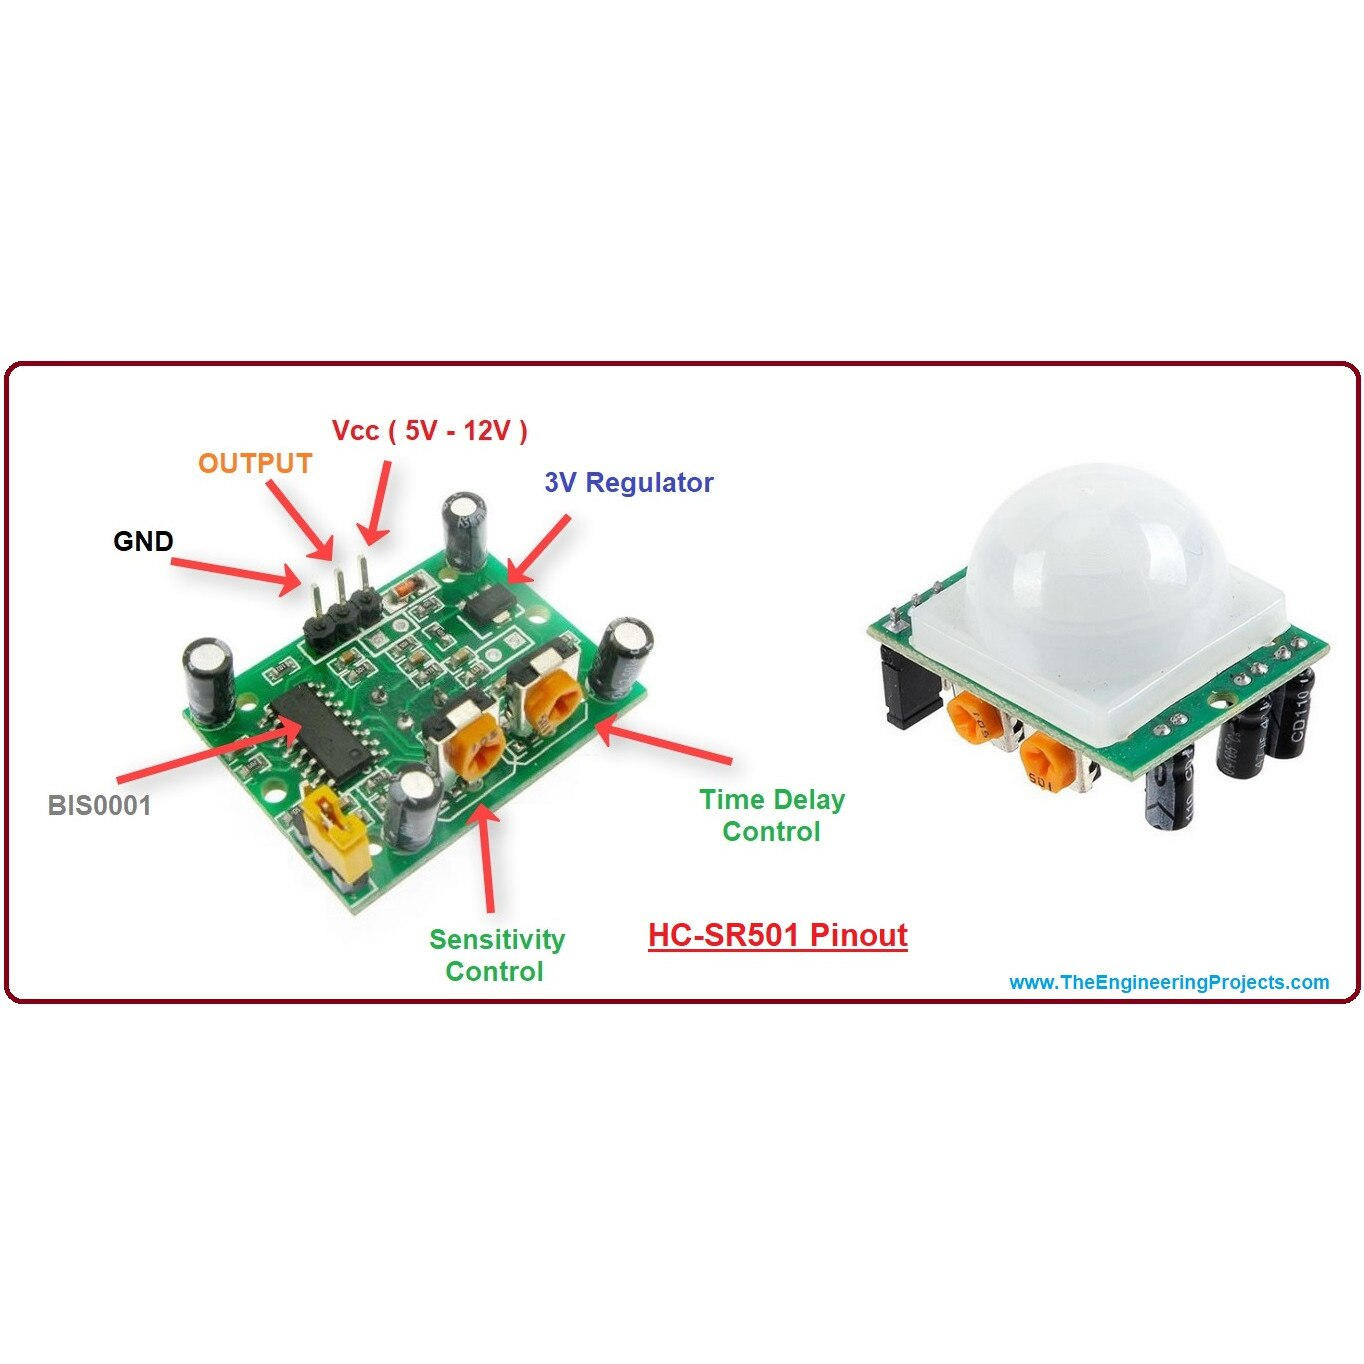 Vcc ( 5V - 12V )
OUTPUT
3V Regulator
GND
BIS0001
Time Delay
Control
Sensitivity
Control
HC-SR501 Pinout
www.TheEngineeringProjects.com